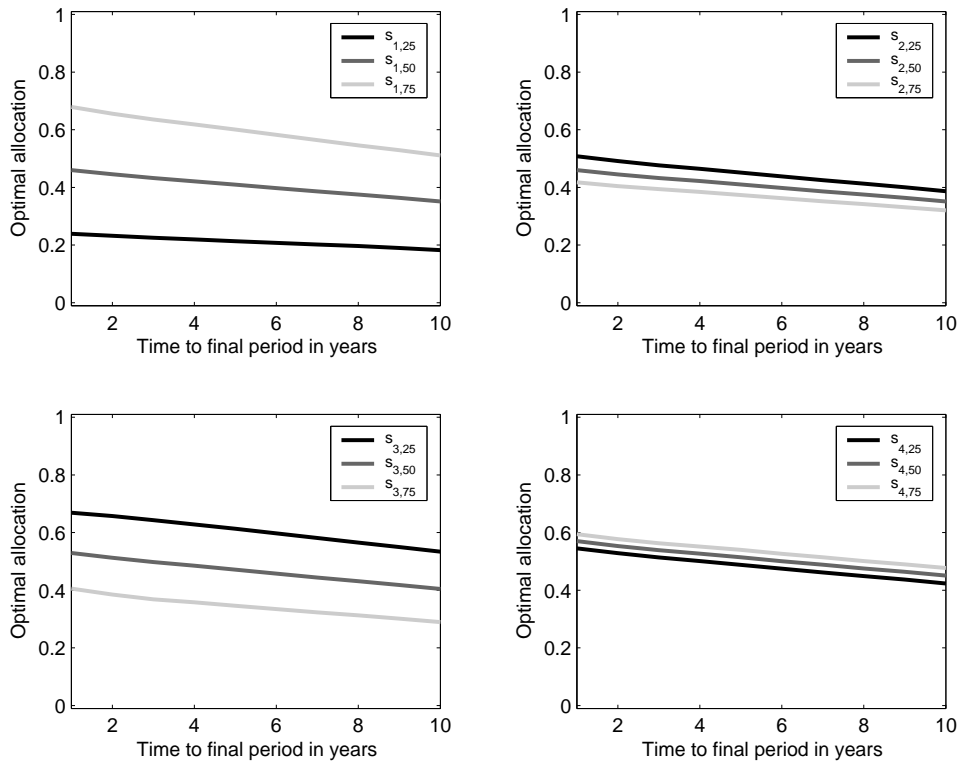 Optimal allocation
1
0.8
0.6
0.4
0.2
0
s1,25
s1,50
s1,75
2 4 6 8 10
Time to final period in years
Optimal allocation
1
0.8
0.6
0.4
0.2
0
s2,25
s2,50
s2,75
2 4 6 8 10
Time to final period in years
Optimal allocation
1
0.8
0.6
0.4
0.2
0
s3,25
s3,50
s3,75
2 4 6 8 10
Time to final period in years
Optimal allocation
1
0.8
0.6
0.4
0.2
0
s4,25
s4,50
s4,75
2 4 6 8 10
Time to final period in years